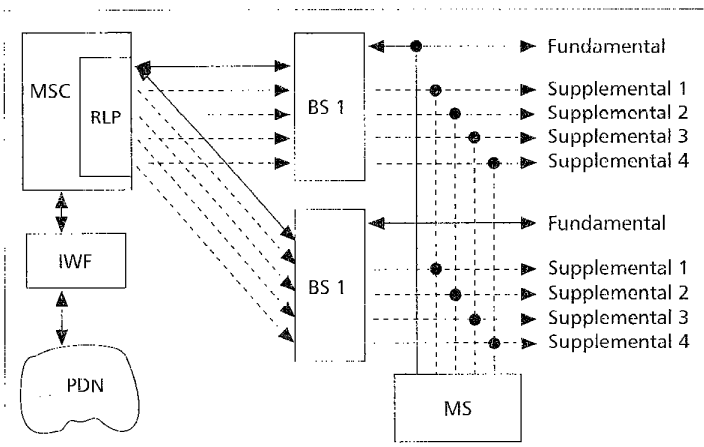 MSC
RLP
BS 1
Fundamental
Supplemental 1
Supplemental 2
Supplemental 3
Supplemental 4
BS 1
Fundamental
Supplemental 1
Supplemental 2
Supplemental 3
Supplemental 4
IWF
PDN
MS